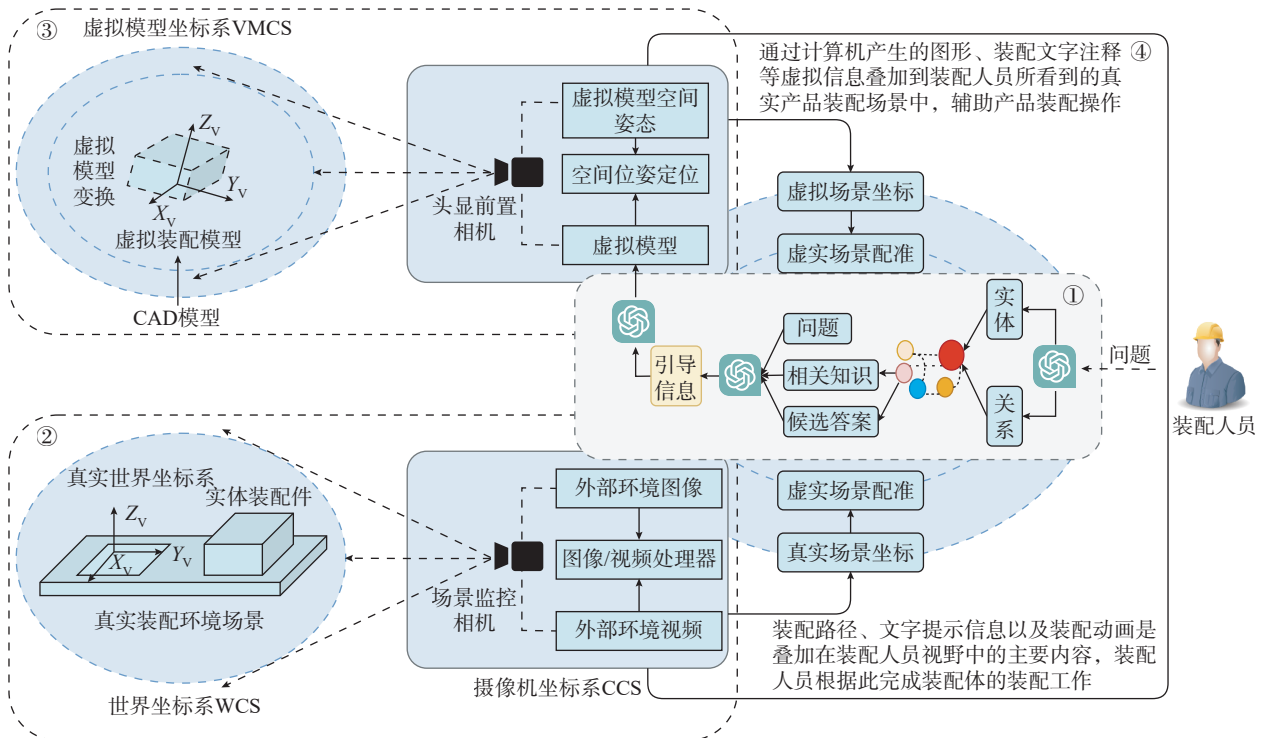 ③
虚拟模型坐标系VMCS
虚拟
模型
变换
Z_V
Y_V
X_V
虚拟装配模型
CAD模型
头显前置
相机
虚拟模型空间
姿态
空间位姿定位
虚拟模型
通过计算机产生的图形、装配文字注释 ④
等虚拟信息叠加到装配人员所看到的真
实产品装配场景中，辅助产品装配操作
虚拟场景坐标
虚实场景配准
①
实
体
关
系
问题
相关知识
候选答案
引导
信息
问题
装配人员
②
真实世界坐标系
实体装配件
Z_V
Y_V
X_V
真实装配环境场景
世界坐标系WCS
场景监控
相机
外部环境图像
图像/视频处理器
外部环境视频
摄像机坐标系CCS
虚实场景配准
真实场景坐标
装配路径、文字提示信息以及装配动画是
叠加在装配人员视野中的主要内容，装配
人员根据此完成装配体的装配工作